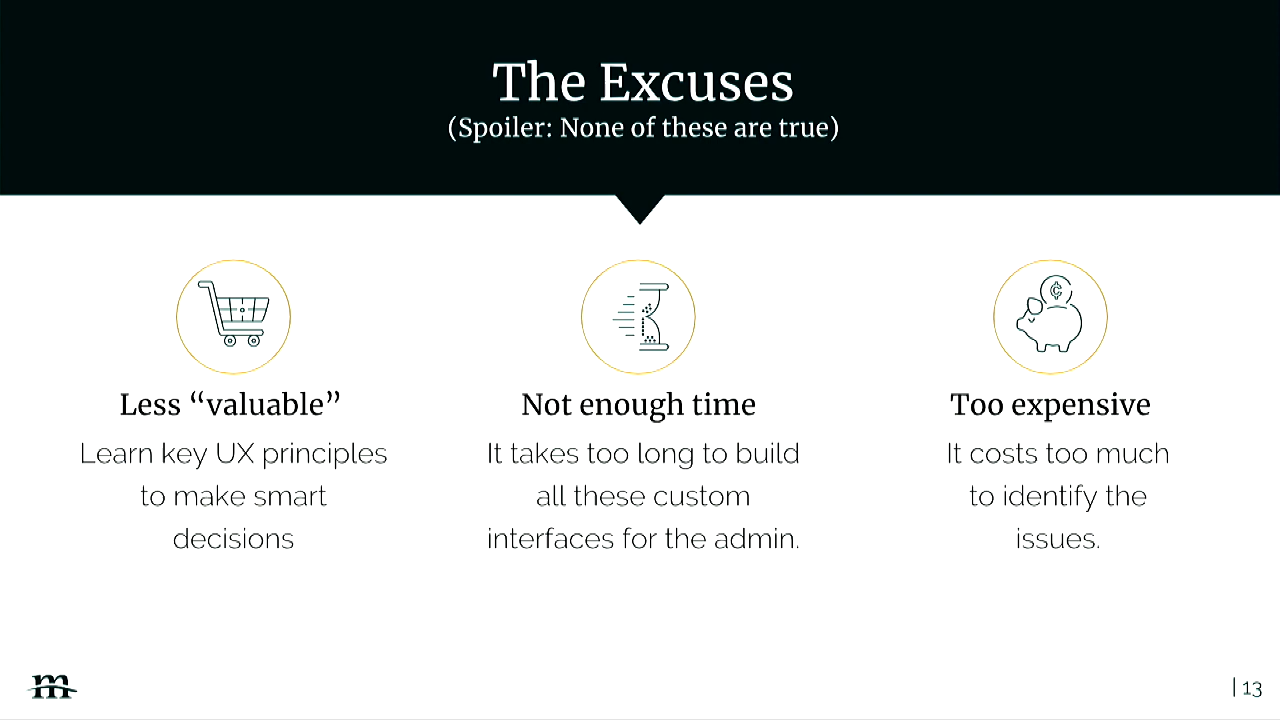 The Excuses
(Spoiler: None of these are true)
Less “valuable”
Learn key UX principles
to make smart
decisions
Not enough time
It takes too long to build
all these custom
interfaces for the admin.
Too expensive
It costs too much
to identify the
issues.
m
| 13